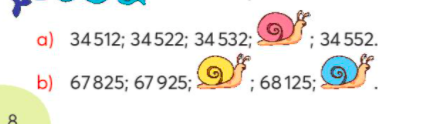 a) 34 512; 34 522; 34 532; ; 34 552.
b) 67 825; 67 925; ; 68 125; .
8